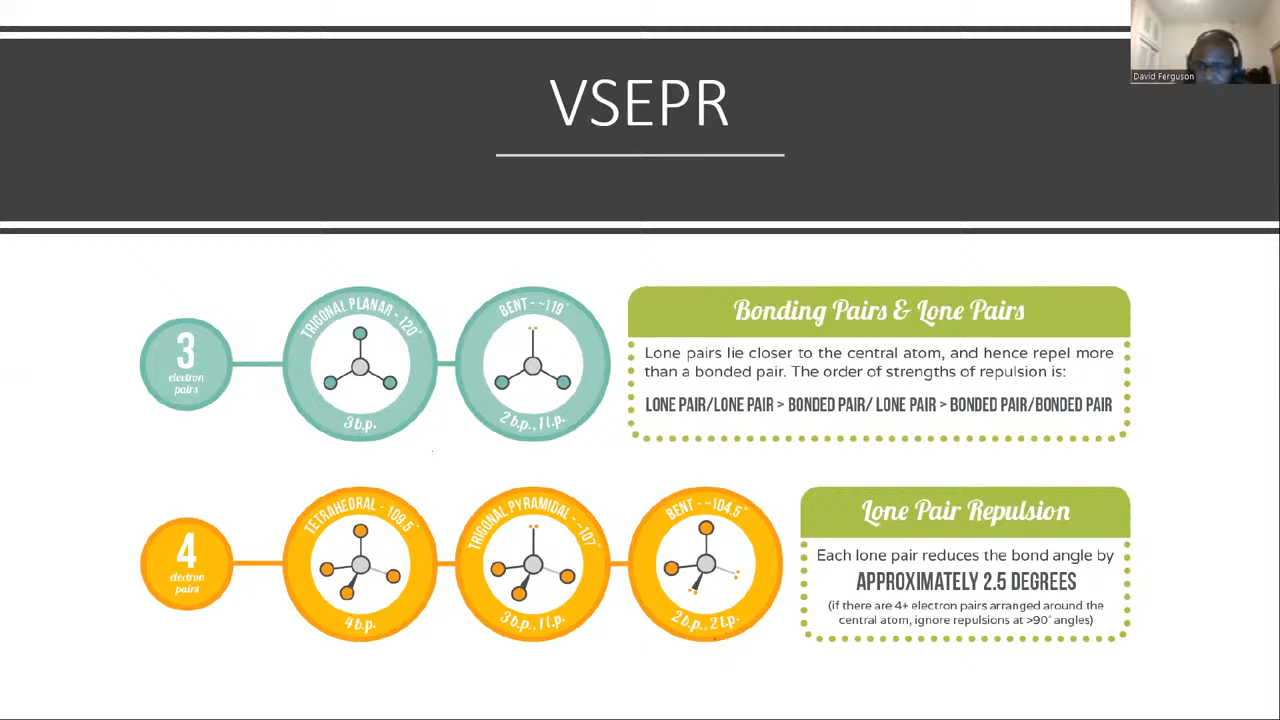 VSEPR
David Ferguson
3
electron
pairs
TRIGONAL PLANAR - 120°
3 b.p.
BENT - ~119°
2 b.p., 1 l.p.
Bonding Pairs & Lone Pairs
Lone pairs lie closer to the central atom, and hence repel more
than a bonded pair. The order of strengths of repulsion is:
LONE PAIR/LONE PAIR > BONDED PAIR/ LONE PAIR > BONDED PAIR/BONDED PAIR
4
electron
pairs
TETRAHEDRAL - 109.5°
4 b.p.
TRIGONAL PYRAMIDAL - ~107°
3 b.p., 1 l.p.
BENT - ~104.5°
2 b.p., 2 l.p.
Lone Pair Repulsion
Each lone pair reduces the bond angle by
APPROXIMATELY 2.5 DEGREES
(if there are 4+ electron pairs arranged around the
central atom, ignore repulsions at >90° angles)